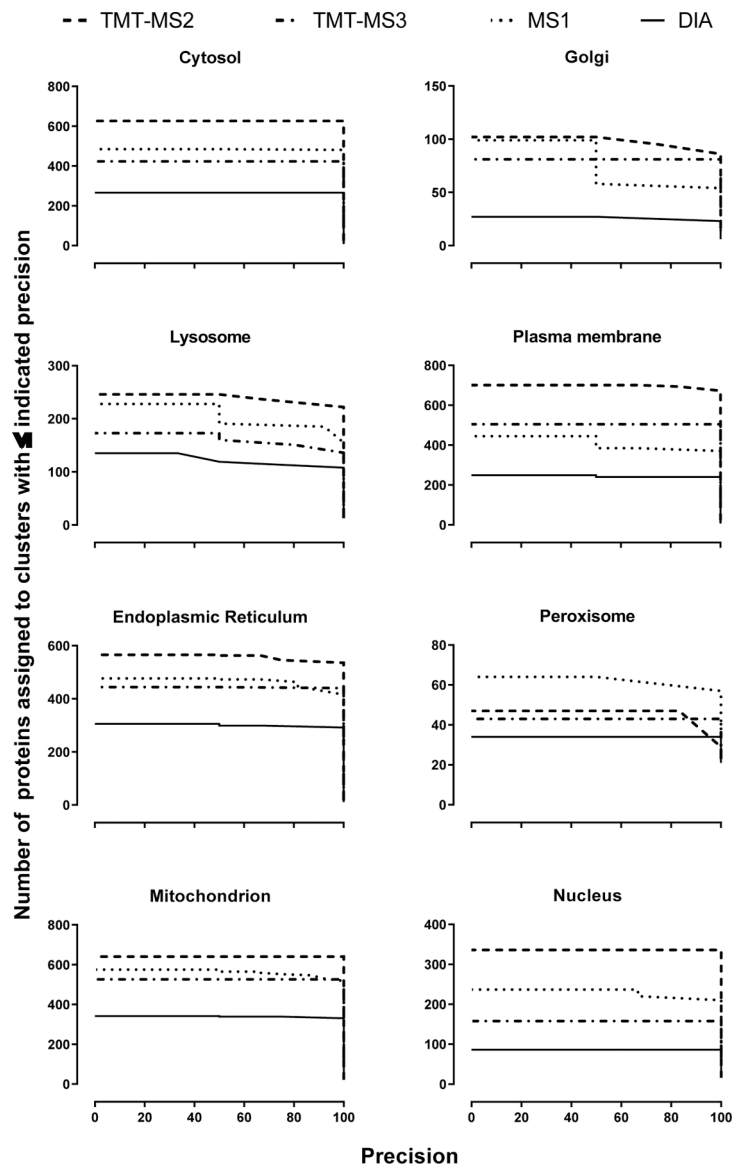 TMT-MS2 TMT-MS3 MS1 DIA
Cytosol
800
600
400
200
0
Golgi
150
100
50
0
Lysosome
300
200
100
0
Plasma membrane
800
600
400
200
0
Endoplasmic Reticulum
600
400
200
0
Peroxisome
80
60
40
20
0
Mitochondrion
800
600
400
200
0
0 20 40 60 80 100
Nucleus
400
300
200
100
0
0 20 40 60 80 100
Number of proteins assigned to clusters with indicated precision
Precision